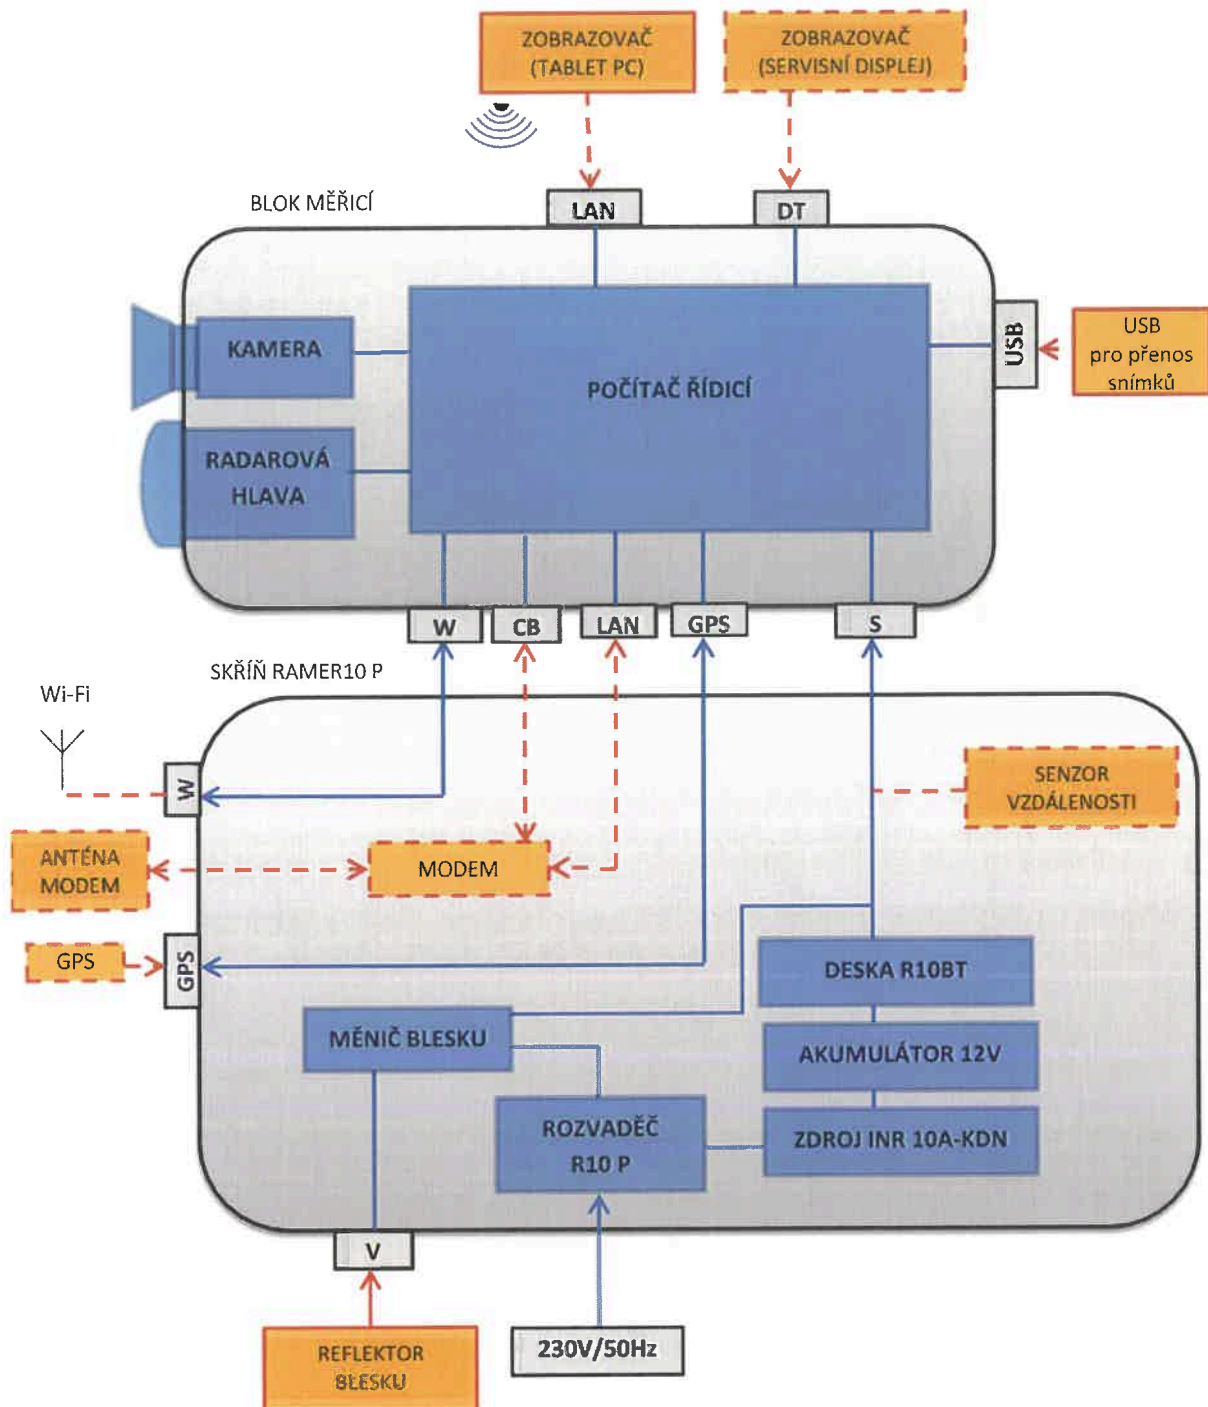 ZOBRAZOVAČ
(TABLET PC)
ZOBRAZOVAČ
(SERVISNÍ DISPLEJ)
BLOK MĚŘICÍ
LAN
DT
KAMERA
POČÍTAČ ŘÍDICÍ
USB
USB
pro přenos
snímků
RADAROVÁ
HLAVA
W
CB
LAN
GPS
S
SKŘÍŇ RAMER10 P
Wi-Fi
W
SENZOR
VZDÁLENOSTI
ANTÉNA
MODEM
MODEM
GPS
GPS
DESKA R10BT
MĚNIČ BLESKU
AKUMULÁTOR 12V
ROZVADĚČ
R10 P
ZDROJ INR 10A-KDN
V
REFLEKTOR
BLESKU
230V/50Hz